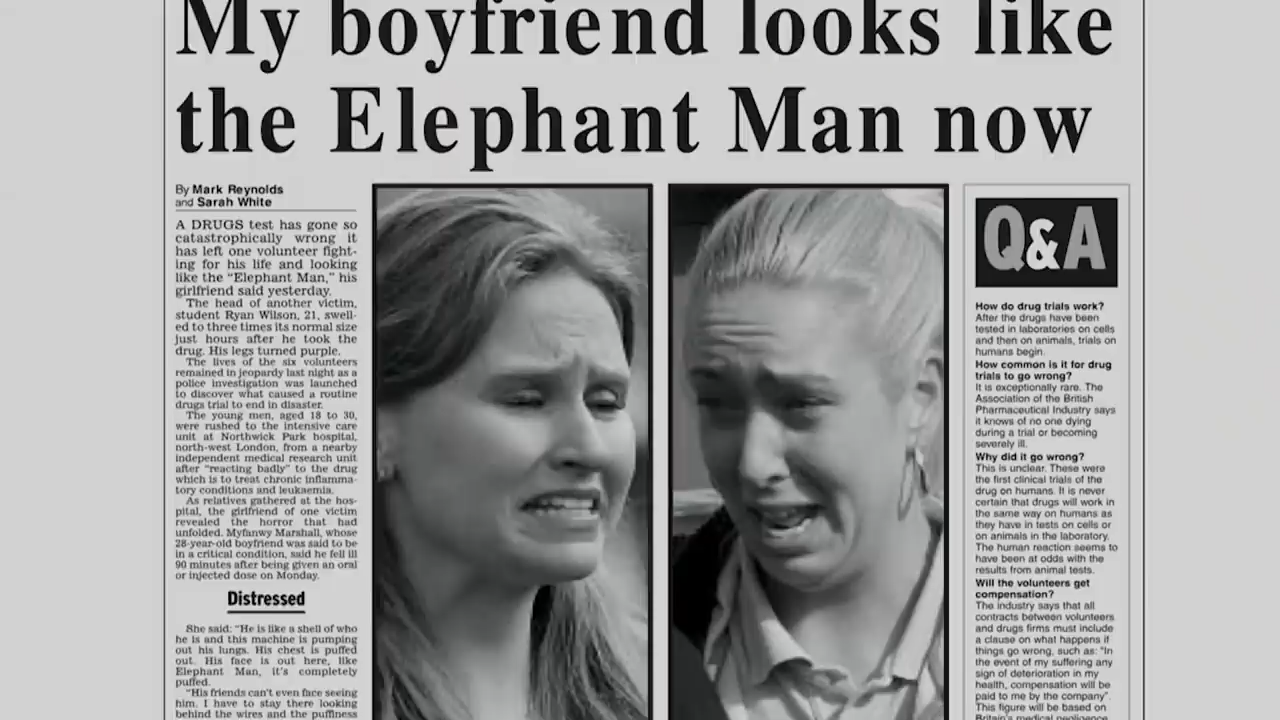 My boyfriend looks like
the Elephant Man now
By Mark Reynolds
and Sarah White
A DRUGS test has gone so
catastrophically wrong it
has left one volunteer fight-
ing for his life and looking
like the "Elephant Man," his
girlfriend said yesterday.
The head of another victim,
student Ryan Wilson, 21, swell-
ed to three times its normal size
just hours after he took the
drug. His legs turned purple.
The lives of the six volunteers
remained in jeopardy last night as a
police investigation was launched
to discover what caused a routine
drugs trial to end in disaster.
The young men, aged 18 to 30,
were rushed to the intensive care
unit at Northwick Park hospital,
north-west London, from a nearby
independent medical research unit
after "reacting badly" to the drug
which is to treat chronic inflamma-
tory conditions and leukaemia.
As relatives gathered at the hos-
pital, the girlfriend of one victim
revealed the horror that had
unfolded. Myfanwy Marshall, whose
28-year-old boyfriend was said to be
in a critical condition, said he fell ill
90 minutes after being given an oral
or injected dose on Monday.
Distressed
She said: "He is like a shell of who
he is and this machine is pumping
out his lungs. His chest is puffed
out. His face is out here, like
Elephant Man, it's completely
puffed.
"His friends can't even face seeing
him. I have to stay there looking
behind the wires and the puffiness
Q&A
How do drug trials work?
After the drugs have been
tested in laboratories on cells
and then on animals, trials on
humans begin.
How common is it for drug
trials to go wrong?
It is exceptionally rare. The
Association of the British
Pharmaceutical Industry says
it knows of no one dying
during a trial or becoming
severely ill.
Why did it go wrong?
This is unclear. These were
the first clinical trials of the
drug on humans. It is never
certain that drugs will work in
the same way on humans as
they have in tests on cells or
on animals in the laboratory.
The human reaction seems to
have been at odds with the
results from animal tests.
Will the volunteers get
compensation?
The industry says that all
contracts between volunteers
and drugs firms must include
a clause on what happens if
things go wrong, such as: "In
the event of my suffering any
sign of deterioration in my
health, compensation will be
paid to me by the company".
This figure will be based on
Britain's medical negligence